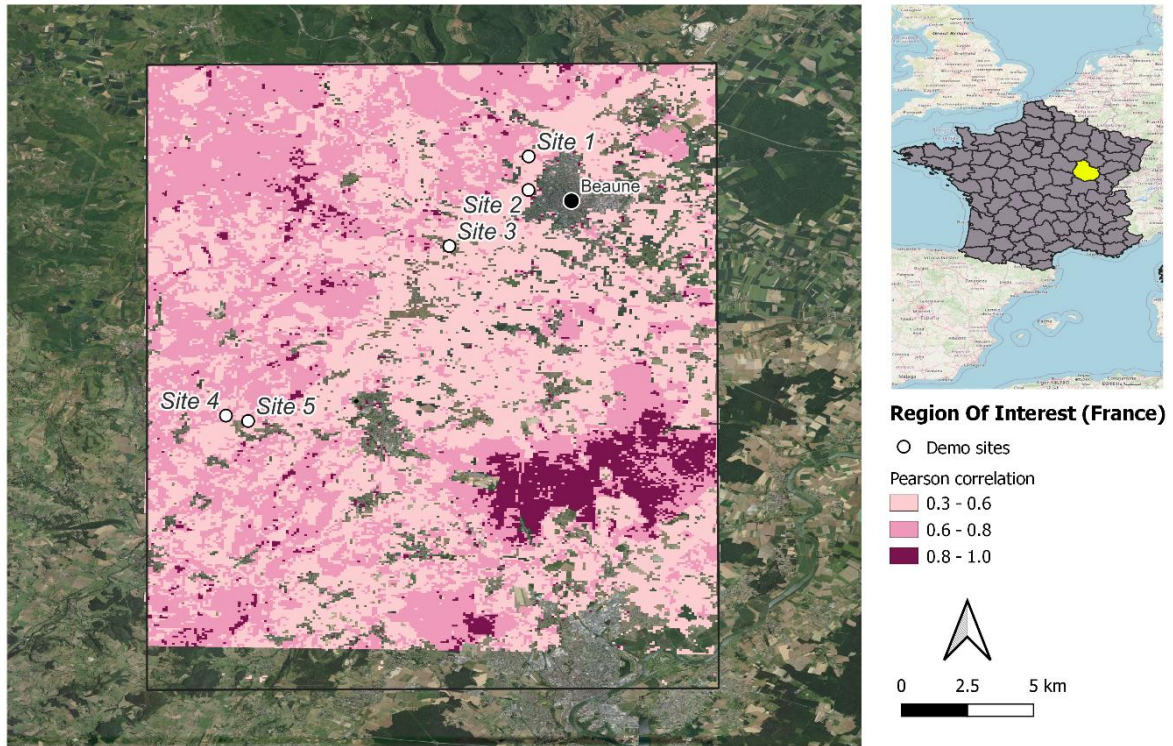 Site 1
Beaune
Site 2
Site 3
Site 4
Site 5
Region Of Interest (France)
Demo sites
Pearson correlation
0.3 - 0.6
0.6 - 0.8
0.8 - 1.0
0 2.5 5 km